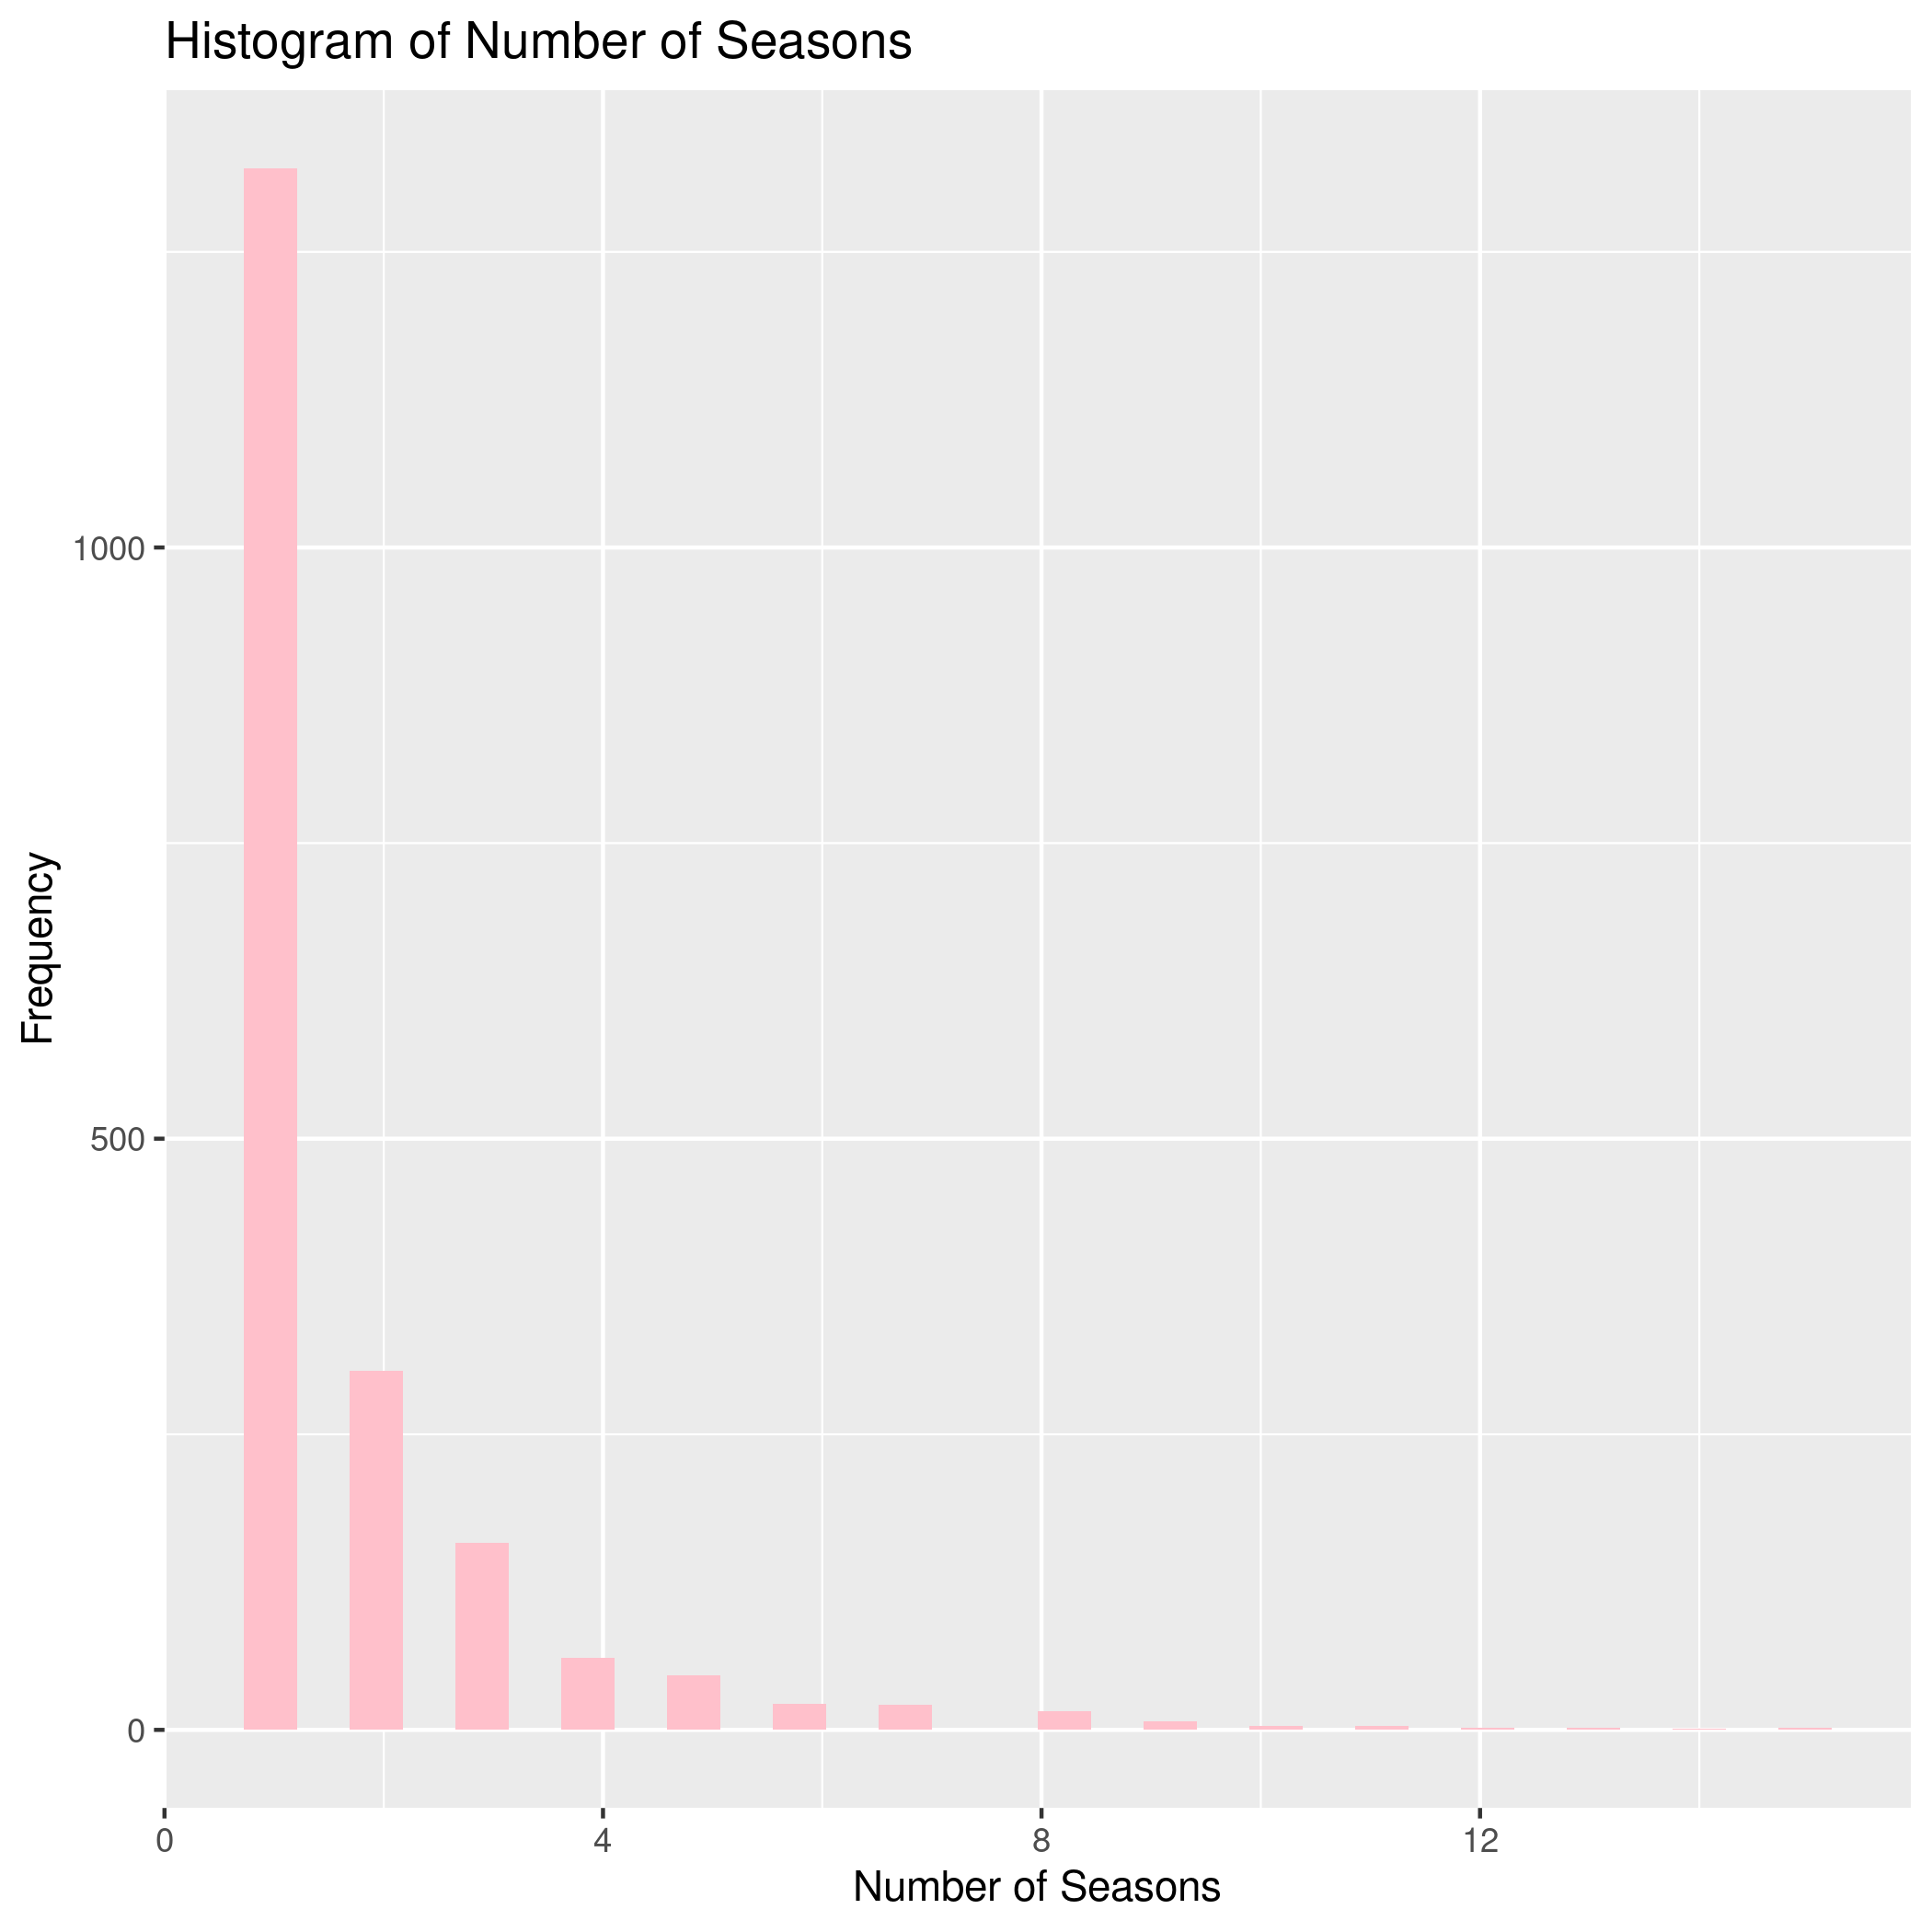 Histogram of Number of Seasons
Frequency
1000
500
0
0 4 8 12
Number of Seasons